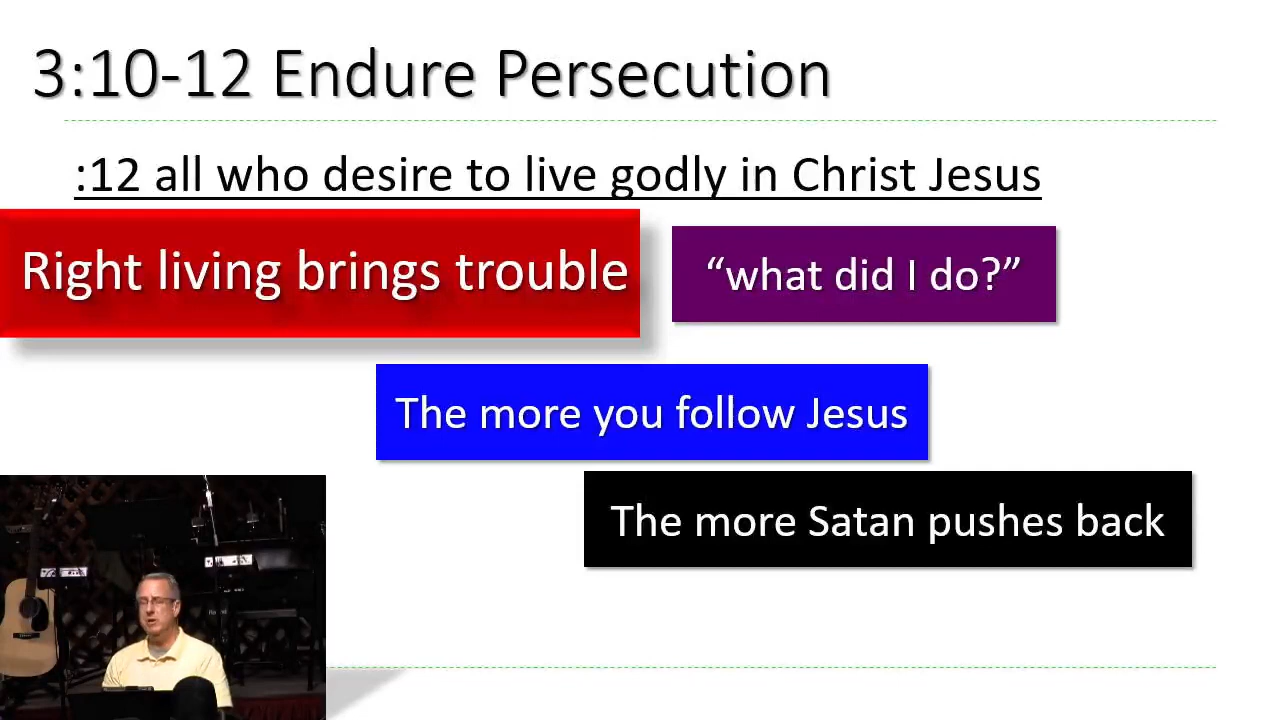 3:10-12 Endure Persecution
:12 all who desire to live godly in Christ Jesus
Right living brings trouble
“what did I do?”
The more you follow Jesus
The more Satan pushes back